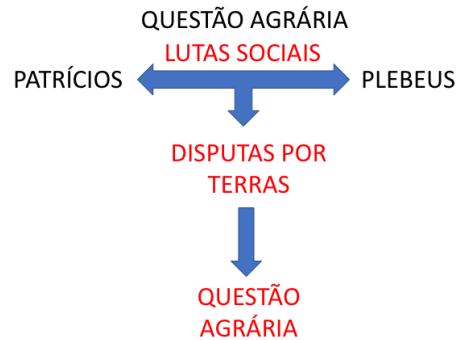 QUESTÃO AGRÁRIA
LUTAS SOCIAIS
PATRÍCIOS
PLEBEUS
DISPUTAS POR
TERRAS
QUESTÃO
AGRÁRIA